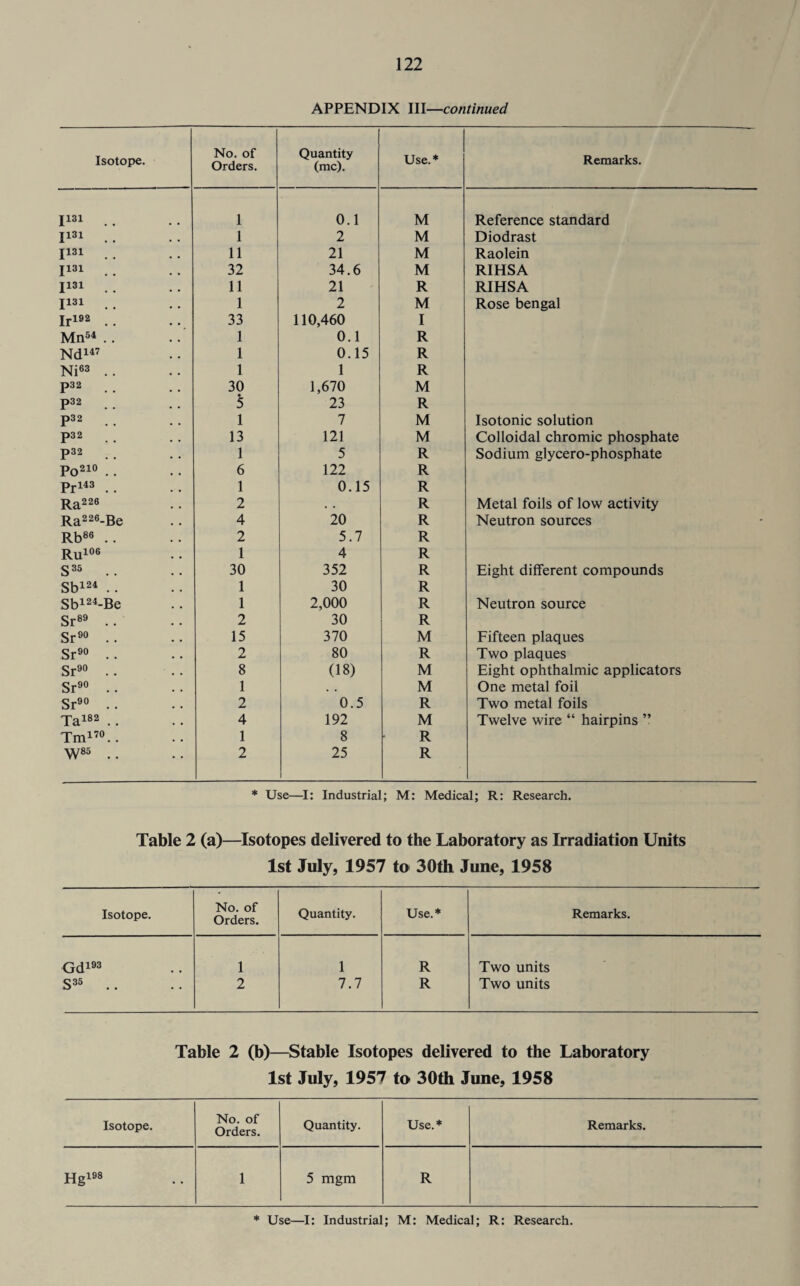 122
APPENDIX III—continued
Isotope. No. of Orders. Quantity (mc). Use.* Remarks.
I¹³¹ .. .. 1 0.1 M Reference standard
I¹³¹ .. .. 1 2 M Diodrast
I¹³¹ .. .. 11 21 M Raolein
I¹³¹ .. .. 32 34.6 M RIHSA
I¹³¹ .. .. 11 21 R RIHSA
I¹³¹ .. .. 1 2 M Rose bengal
Ir¹⁹² .. .. 33 110,460 I
Mn⁵⁴ .. .. 1 0.1 R
Nd¹⁴⁷ .. 1 0.15 R
Ni⁶³ .. .. 1 1 R
P³² .. .. 30 1,670 M
P³² .. .. 5 23 R
P³² .. .. 1 7 M Isotonic solution
P³² .. .. 13 121 M Colloidal chromic phosphate
P³² .. .. 1 5 R Sodium glycero-phosphate
Po²¹⁰ .. .. 6 122 R
Pr¹⁴³ .. .. 1 0.15 R
Ra²²⁶ .. 2 .. R Metal foils of low activity
Ra²²⁶-Be .. 4 20 R Neutron sources
Rb⁸⁶ .. .. 2 5.7 R
Ru¹⁰⁶ .. 1 4 R
S³⁵ .. .. 30 352 R Eight different compounds
Sb¹²⁴ .. .. 1 30 R
Sb¹²⁴-Be .. 1 2,000 R Neutron source
Sr⁸⁹ .. .. 2 30 R
Sr⁹⁰ .. .. 15 370 M Fifteen plaques
Sr⁹⁰ .. .. 2 80 R Two plaques
Sr⁹⁰ .. .. 8 (18) M Eight ophthalmic applicators
Sr⁹⁰ .. .. 1 .. M One metal foil
Sr⁹⁰ .. .. 2 0.5 R Two metal foils
Ta¹⁸² .. .. 4 192 M Twelve wire “ hairpins ”
Tm¹⁷⁰.. .. 1 8 R
W⁸⁵ .. .. 2 25 R
* Use—I: Industrial; M: Medical; R: Research.
Table 2 (a)—Isotopes delivered to the Laboratory as Irradiation Units
1st July, 1957 to 30th June, 1958
Isotope. No. of Orders. Quantity. Use.* Remarks.
Gd¹⁹³ .. 1 1 R Two units
S³⁵ .. .. 2 7.7 R Two units
Table 2 (b)—Stable Isotopes delivered to the Laboratory
1st July, 1957 to 30th June, 1958
Isotope. No. of Orders. Quantity. Use.* Remarks.
Hg¹⁹⁸ .. 1 5 mgm R
* Use—I: Industrial; M: Medical; R: Research.